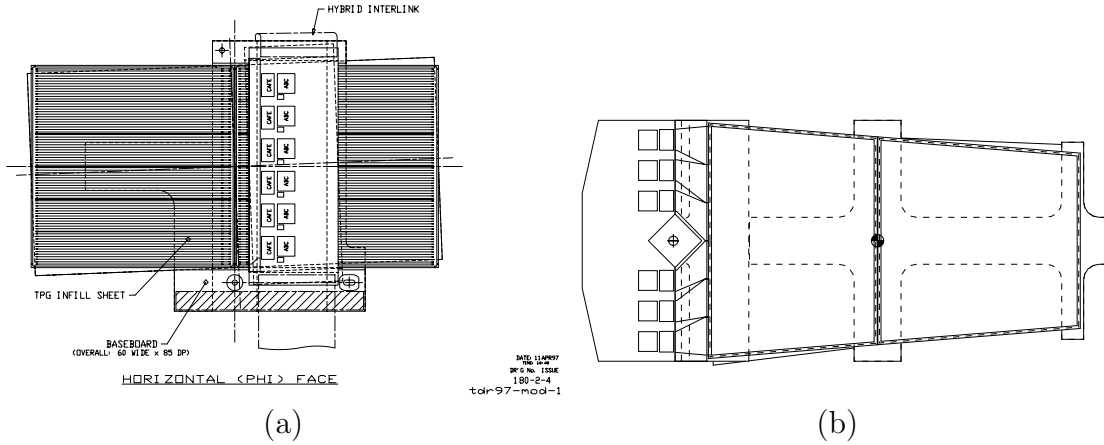 HYBRID INTERLINK
CAFE ABC
CAFE ABC
CAFE ABC
CAFE ABC
CAFE ABC
CAFE ABC
TPG INFILL SHEET
BASEBOARD
(OVERALL: 60 WIDE x 85 DP)
HORIZONTAL (PHI) FACE
DATE: 11APR97
DR'G No. ISSUE
180-2-4
tdr97-mod-1
(a)
(b)